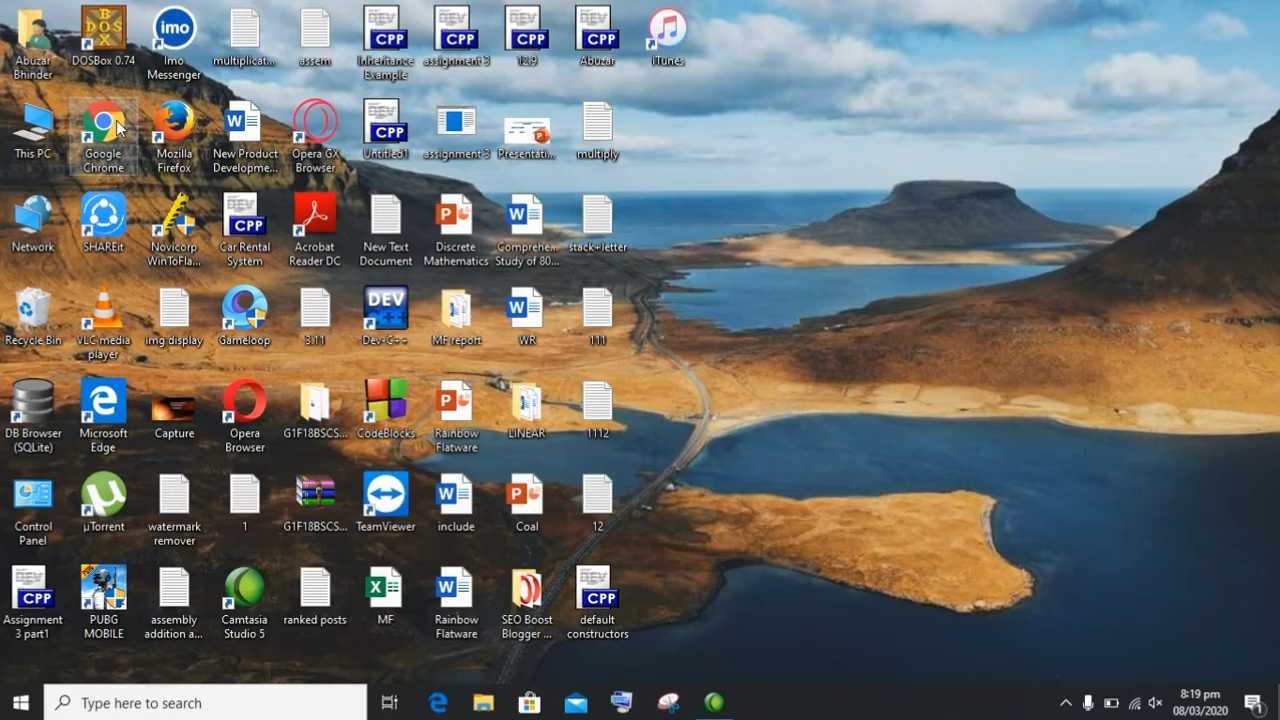 Abuzar
Bhinder
DOSBox 0.74
Imo
Messenger
multiplicat...
assem
Inheritance
Example
assignment 3
12.9
Abuzar
iTunes
This PC
Google
Chrome
Mozilla
Firefox
New Product
Developme...
Opera GX
Browser
Untitled1
assignment 3
Presentati...
multiply
Network
SHAREit
Novicorp
WinToFla...
Car Rental
System
Acrobat
Reader DC
New Text
Document
Discrete
Mathematics
Comprehe...
Study of 80...
stack+letter
Recycle Bin
VLC media
player
img display
Gameloop
3.11
Dev-C++
MF report
WR
111
DB Browser
(SQLite)
Microsoft
Edge
Capture
Opera
Browser
G1F18BSCS...
CodeBlocks
Rainbow
Flatware
LINEAR
1112
Control
Panel
µTorrent
watermark
remover
1
G1F18BSCS...
TeamViewer
include
Coal
12
Assignment
3 part1
PUBG
MOBILE
assembly
addition a...
Camtasia
Studio 5
ranked posts
MF
Rainbow
Flatware
SEO Boost
Blogger ...
default
constructors
Type here to search
8:19 pm
08/03/2020